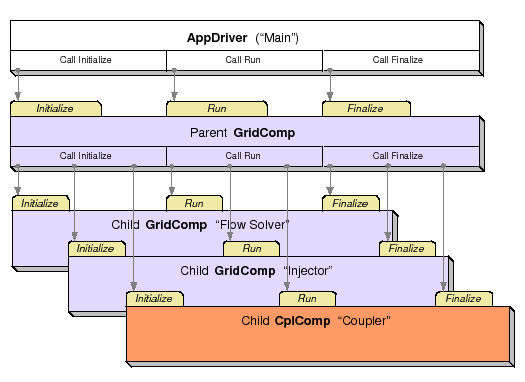 AppDriver ("Main")
Call Initialize Call Run Call Finalize
Initialize Run Finalize
Parent GridComp
Call Initialize Call Run Call Finalize
Initialize Run Finalize
Child GridComp "Flow Solver"
Initialize Run Finalize
Child GridComp "Injector"
Initialize Run Finalize
Child CplComp "Coupler"